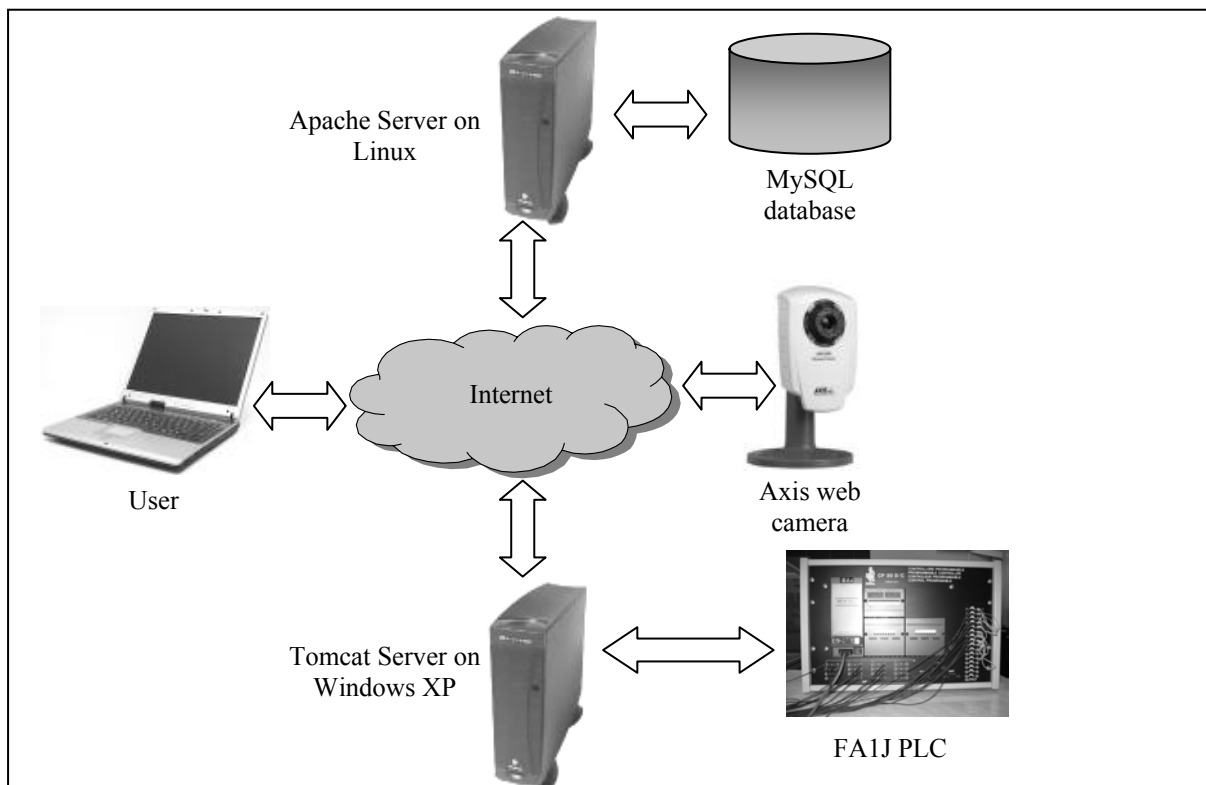 Apache Server on
Linux
MySQL
database
Internet
User
Axis web
camera
Tomcat Server on
Windows XP
FA1J PLC